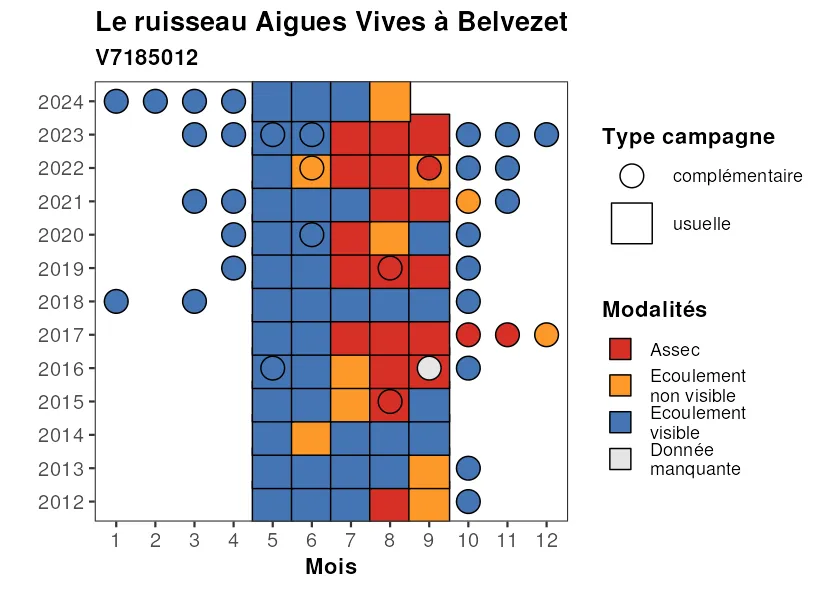 Le ruisseau Aigues Vives à Belvezet
V7185012
2024
2023
2022
2021
2020
2019
2018
2017
2016
2015
2014
2013
2012
1 2 3 4 5 6 7 8 9 10 11 12
Mois
Type campagne
complémentaire
usuelle
Modalités
Assec
Ecoulement
non visible
Ecoulement
visible
Donnée
manquante